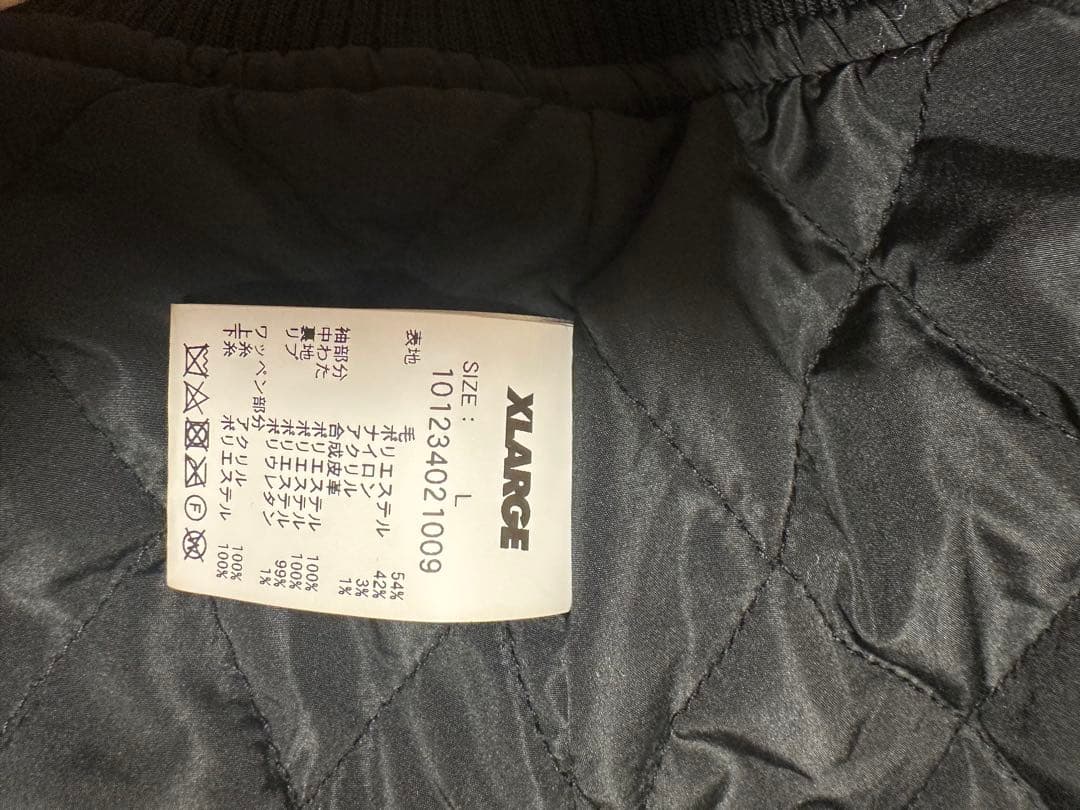 XLARGE
SIZE : L
101234021009
表地 毛 54%
ポリエステル 42%
ナイロン 3%
アクリル 1%
袖部分 合成皮革
中わた ポリエステル 100%
裏地 ポリエステル 100%
リブ ポリエステル 99%
ポリウレタン 1%
ワッペン部分
上糸 アクリル 100%
下糸 ポリエステル 100%
F
W